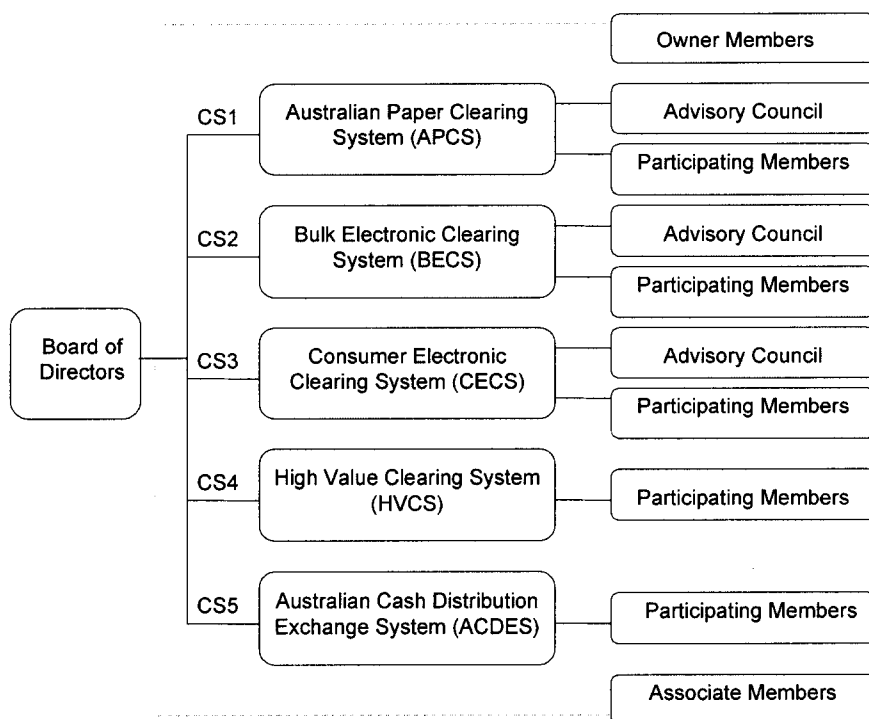 Owner Members
CS1
Australian Paper Clearing
System (APCS)
Advisory Council
Participating Members
CS2
Bulk Electronic Clearing
System (BECS)
Advisory Council
Participating Members
Board of
Directors
CS3
Consumer Electronic
Clearing System (CECS)
Advisory Council
Participating Members
CS4
High Value Clearing System
(HVCS)
Participating Members
CS5
Australian Cash Distribution
Exchange System (ACDES)
Participating Members
Associate Members